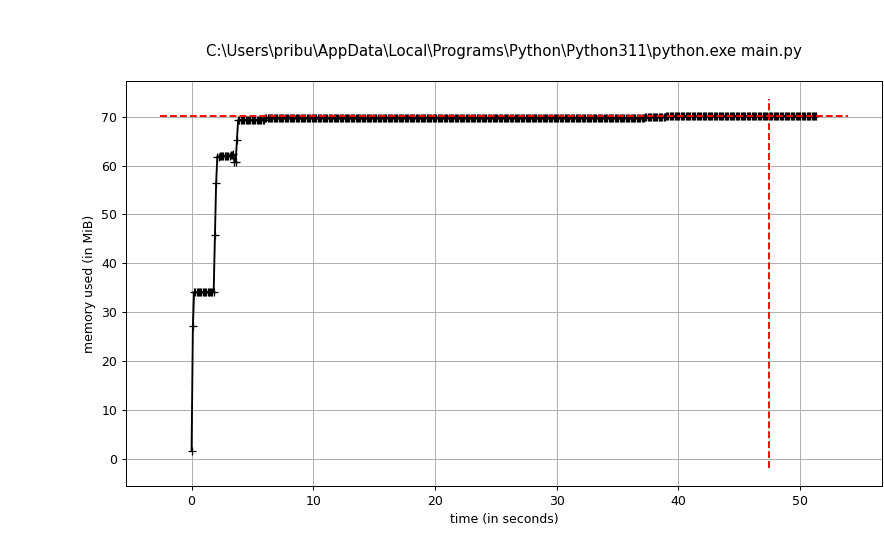 C:\Users\pribu\AppData\Local\Programs\Python\Python311\python.exe main.py
memory used (in MiB)
70
60
50
40
30
20
10
0
0 10 20 30 40 50
time (in seconds)